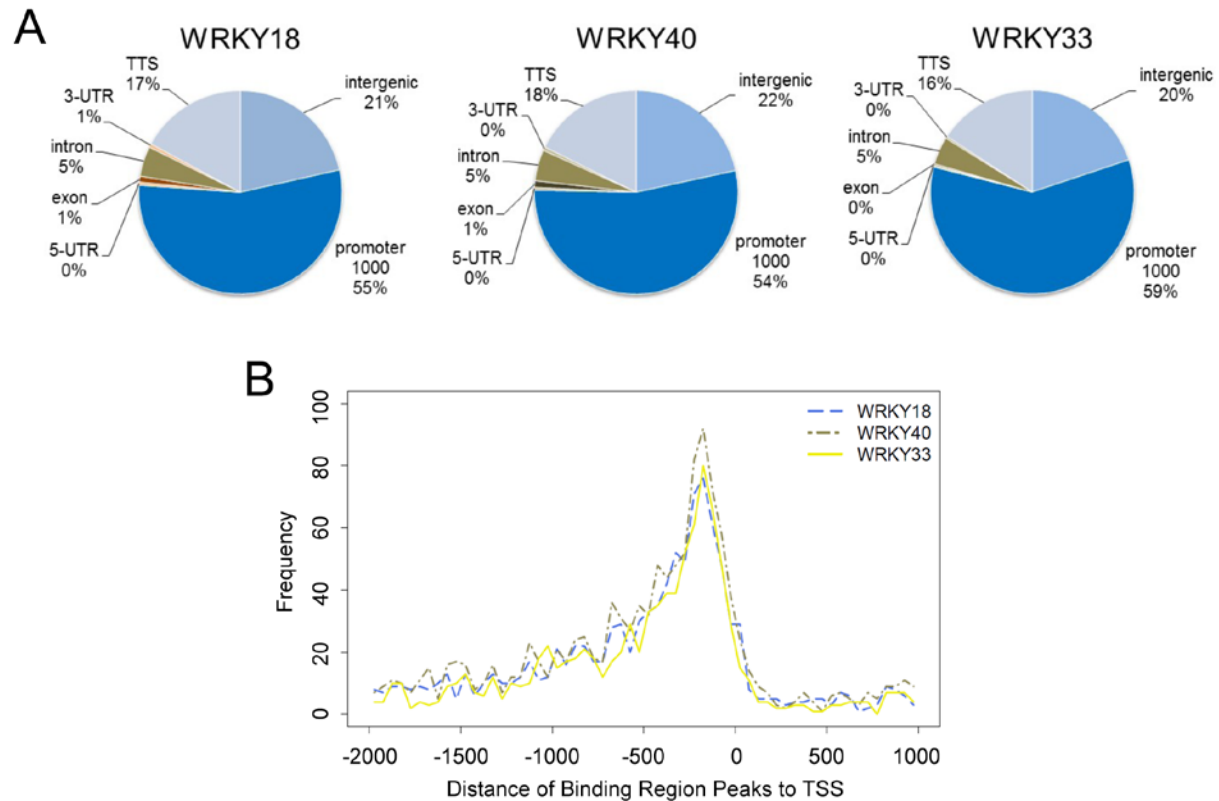 A
WRKY18
TTS
17%
3-UTR
1%
intron
5%
exon
1%
5-UTR
0%
intergenic
21%
promoter
1000
55%
WRKY40
TTS
18%
3-UTR
0%
intron
5%
exon
1%
5-UTR
0%
intergenic
22%
promoter
1000
54%
WRKY33
TTS
16%
3-UTR
0%
intron
5%
exon
0%
5-UTR
0%
intergenic
20%
promoter
1000
59%
B
Frequency
100
80
60
40
20
0
WRKY18
WRKY40
WRKY33
-2000 -1500 -1000 -500 0 500 1000
Distance of Binding Region Peaks to TSS